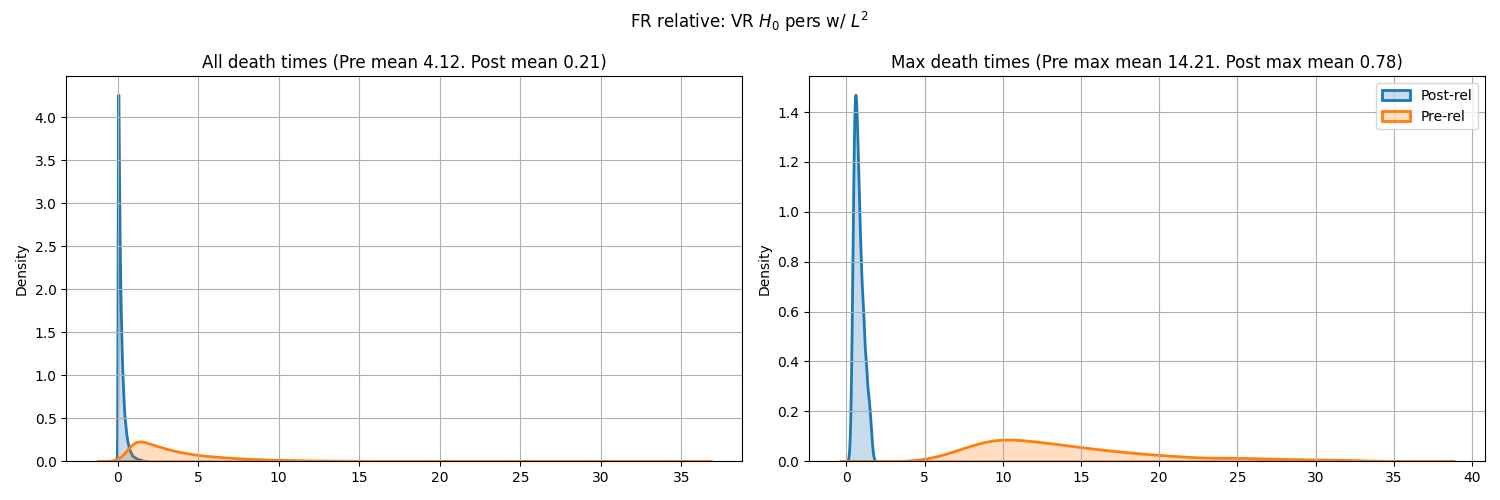 FR relative: VR $H_0$ pers w/ $L^2$
All death times (Pre mean 4.12. Post mean 0.21)
Density
4.0
3.5
3.0
2.5
2.0
1.5
1.0
0.5
0.0
0 5 10 15 20 25 30 35
Max death times (Pre max mean 14.21. Post max mean 0.78)
Post-rel
Pre-rel
Density
1.4
1.2
1.0
0.8
0.6
0.4
0.2
0.0
0 5 10 15 20 25 30 35 40